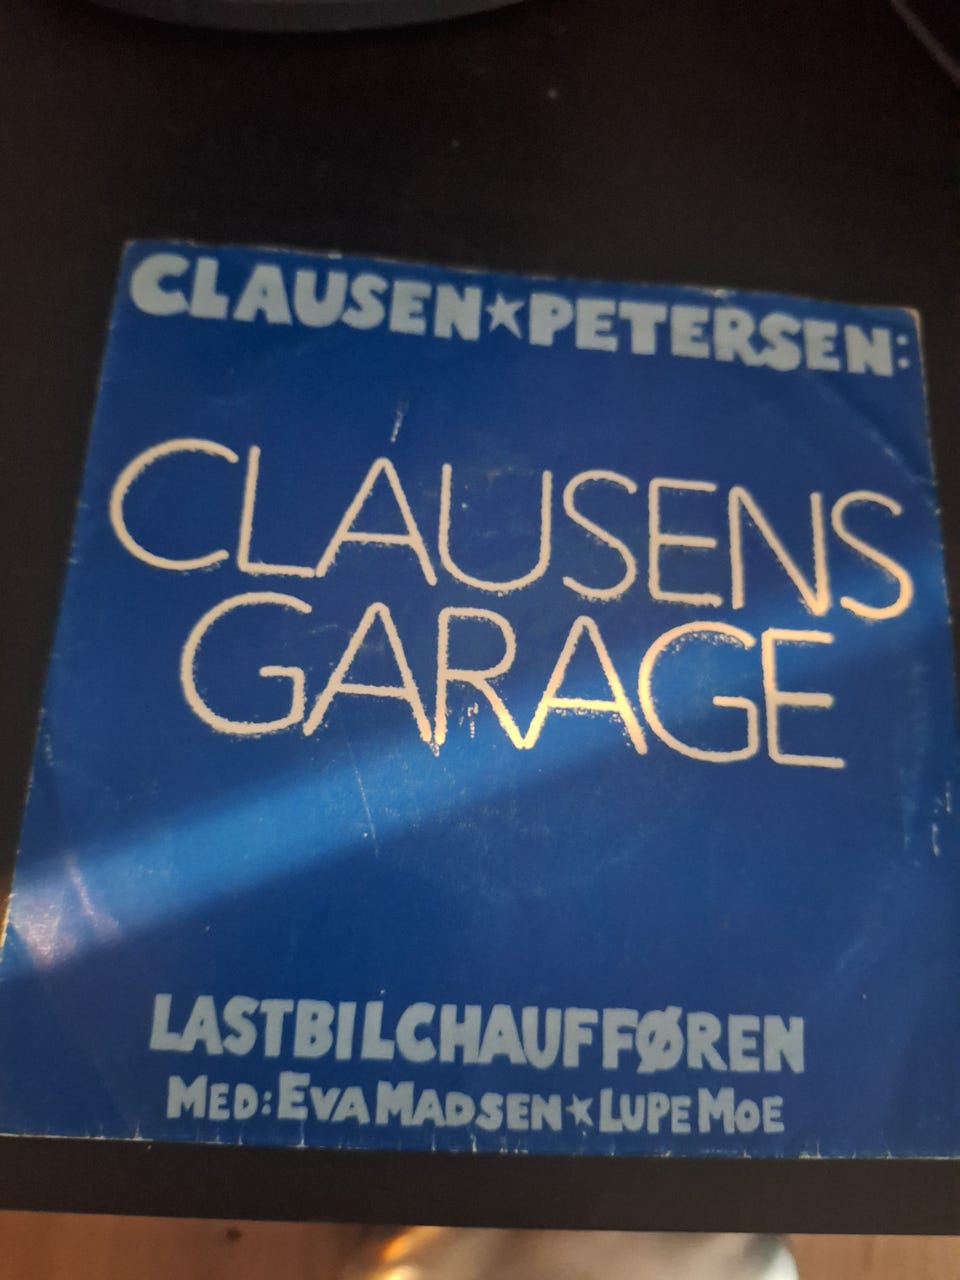 CLAUSEN★PETERSEN:
CLAUSENS
GARAGE
LASTBILCHAUFFØREN
MED: EVA MADSEN★LUPE MOE